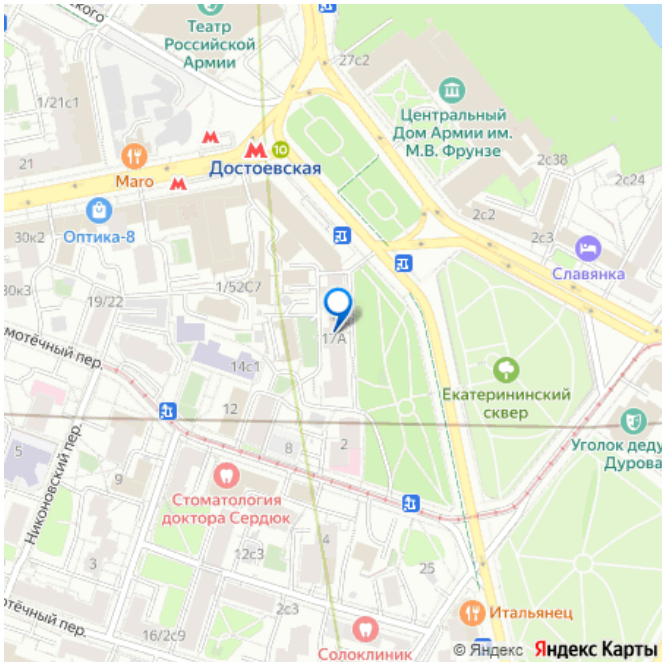 ского
Театр
Российской
Армии
27с2
1/21с1
Центральный
Дом Армии им.
М.В. Фрунзе
21
Maro
10
Достоевская
2с38
2с24
2с2
2с3
Оптика-8
30к2
Славянка
1/52С7
30к3
19/22
17А
мотёчный пер.
14с1
Екатерининский
сквер
12
Уголок деду
Дурова
5
8
2
Никоновский пер.
Стоматология
доктора Сердюк
9
4
12с3
3
25
2с3
отёчный пер.
Итальянец
16/2с9
Солоклиник
© Яндекс Яндекс Карты